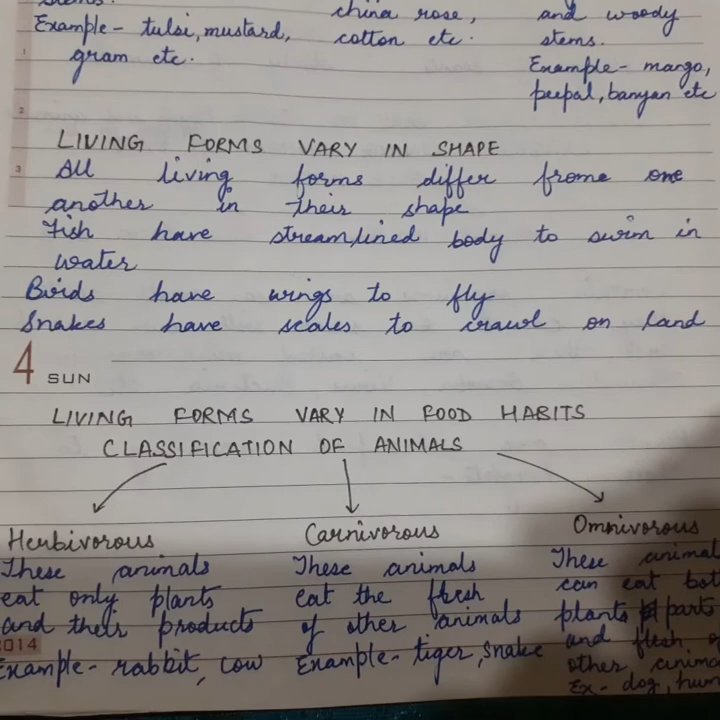 china rose,
and woody
Example- tulsi, mustard,
cotton etc.
stems.
gram etc.
Example- margo,
peepal, banyan etc
1
2
3
LIVING FORMS VARY IN SHAPE
All living forms differ frome one
another in their shape
Fish have streamlined body to swim in
water
Birds have wings to fly
Snakes have scales to crawl on land
4 SUN
LIVING FORMS VARY IN FOOD HABITS
CLASSIFICATION OF ANIMALS
Herbivorous
These animals
eat only plants
and their products
Example- rabbit, cow
Carnivorous
These animals
eat the flesh
of other animals
Example- tiger, snake
Omnivorous
These animal
can eat bot
plants parts
and flesh o
other anima
Ex- dog, hum
2014